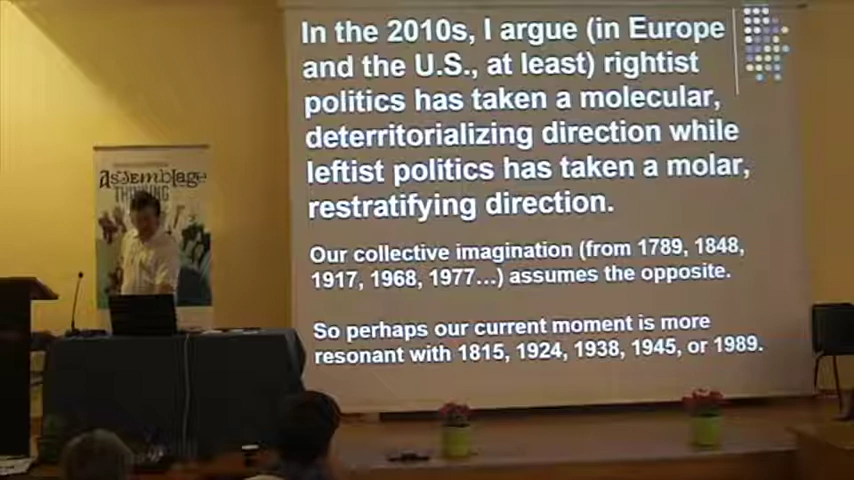 In the 2010s, I argue (in Europe
and the U.S., at least) rightist
politics has taken a molecular,
deterritorializing direction while
leftist politics has taken a molar,
restratifying direction.
Our collective imagination (from 1789, 1848,
1917, 1968, 1977...) assumes the opposite.
So perhaps our current moment is more
resonant with 1815, 1924, 1938, 1945, or 1989.
Assemblage
THINKING